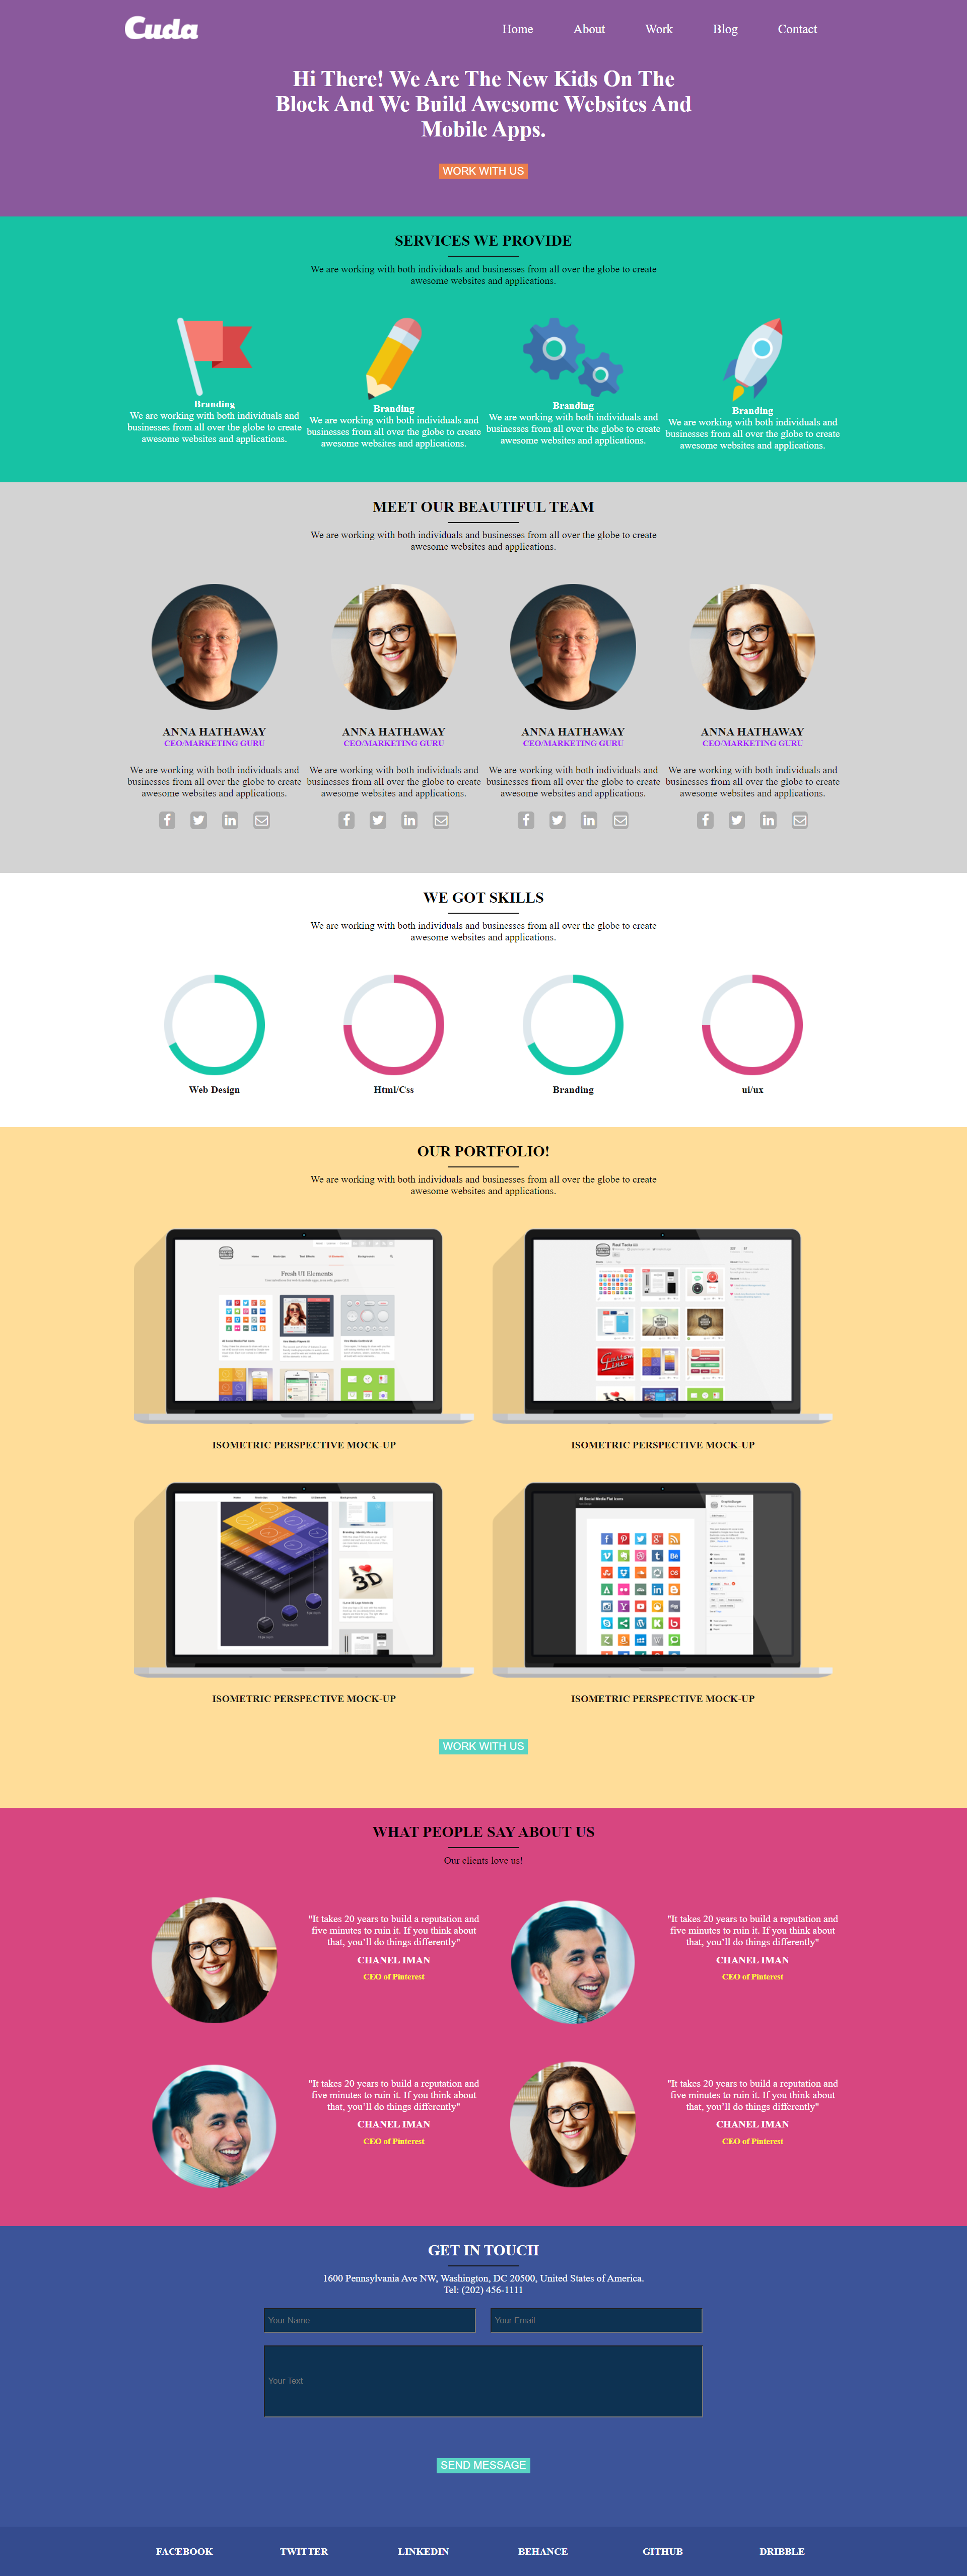 Cuda
Home About Work Blog Contact
Hi There! We Are The New Kids On The
Block And We Build Awesome Websites And
Mobile Apps.
WORK WITH US
SERVICES WE PROVIDE
We are working with both individuals and businesses from all over the globe to create
awesome websites and applications.
Branding
We are working with both individuals and
businesses from all over the globe to create
awesome websites and applications.
Branding
We are working with both individuals and
businesses from all over the globe to create
awesome websites and applications.
Branding
We are working with both individuals and
businesses from all over the globe to create
awesome websites and applications.
Branding
We are working with both individuals and
businesses from all over the globe to create
awesome websites and applications.
MEET OUR BEAUTIFUL TEAM
We are working with both individuals and businesses from all over the globe to create
awesome websites and applications.
ANNA HATHAWAY
CEO/MARKETING GURU
We are working with both individuals and
businesses from all over the globe to create
awesome websites and applications.
ANNA HATHAWAY
CEO/MARKETING GURU
We are working with both individuals and
businesses from all over the globe to create
awesome websites and applications.
ANNA HATHAWAY
CEO/MARKETING GURU
We are working with both individuals and
businesses from all over the globe to create
awesome websites and applications.
ANNA HATHAWAY
CEO/MARKETING GURU
We are working with both individuals and
businesses from all over the globe to create
awesome websites and applications.
WE GOT SKILLS
We are working with both individuals and businesses from all over the globe to create
awesome websites and applications.
Web Design
Html/Css
Branding
ui/ux
OUR PORTFOLIO!
We are working with both individuals and businesses from all over the globe to create
awesome websites and applications.
Fresh UI Elements
ISOMETRIC PERSPECTIVE MOCK-UP
ISOMETRIC PERSPECTIVE MOCK-UP
I 3D
ISOMETRIC PERSPECTIVE MOCK-UP
ISOMETRIC PERSPECTIVE MOCK-UP
WORK WITH US
WHAT PEOPLE SAY ABOUT US
Our clients love us!
"It takes 20 years to build a reputation and
five minutes to ruin it. If you think about
that, you'll do things differently"
CHANEL IMAN
CEO of Pinterest
"It takes 20 years to build a reputation and
five minutes to ruin it. If you think about
that, you'll do things differently"
CHANEL IMAN
CEO of Pinterest
"It takes 20 years to build a reputation and
five minutes to ruin it. If you think about
that, you'll do things differently"
CHANEL IMAN
CEO of Pinterest
"It takes 20 years to build a reputation and
five minutes to ruin it. If you think about
that, you'll do things differently"
CHANEL IMAN
CEO of Pinterest
GET IN TOUCH
1600 Pennsylvania Ave NW, Washington, DC 20500, United States of America.
Tel: (202) 456-1111
Your Name
Your Email
Your Text
SEND MESSAGE
FACEBOOK TWITTER LINKEDIN BEHANCE GITHUB DRIBBLE